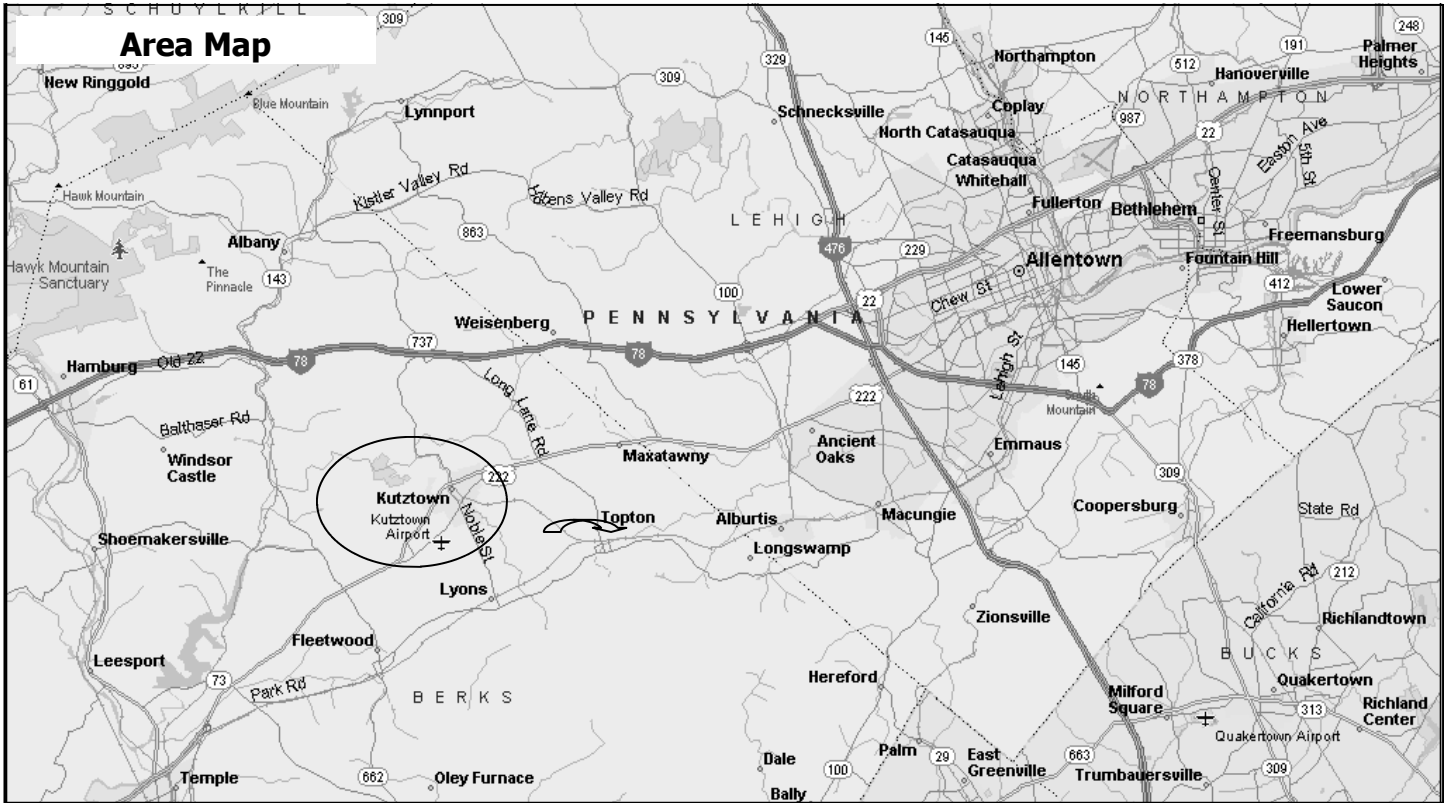 SCHUYLKILL
309
Area Map
895
New Ringgold
Blue Mountain
Lynnport
309
329
Schnecksville
145
Northampton
Coplay
North Catasauqua
Catasauqua
Whitehall
Fullerton
512
191
248
Palmer
Heights
Hanoverville
NORTHAMPTON
987
22
Easton Ave
5th St
Center St
Bethlehem
Freemansburg
Fountain Hill
412
Lower
Saucon
Hellertown
Hawk Mountain
Kistler Valley Rd
Valley Rd
LEHIGH
863
Albany
The
Pinnacle
Hawk Mountain
Sanctuary
143
476
229
Allentown
Chew St
22
100
PENNSYLVANIA
Weisenberg
737
78
78
Old 22
Hamburg
61
Lehigh St
145
378
78
South
Mountain
Long Lane Rd
222
Balthaser Rd
Windsor
Castle
Maxatawny
Ancient
Oaks
Emmaus
309
Coopersburg
Kutztown
222
Kutztown
Airport
Noble St
Topton
Alburtis
Macungie
Longswamp
State Rd
212
California Rd
Shoemakersville
Lyons
Zionsville
Richlandtown
Fleetwood
Leesport
73
Park Rd
BERKS
Hereford
BUCKS
Quakertown
Milford
Square
313
Richland
Center
Quakertown Airport
Palm
29
East
Greenville
663
Trumbauersville
309
Temple
662
Oley Furnace
Dale
100
Bally